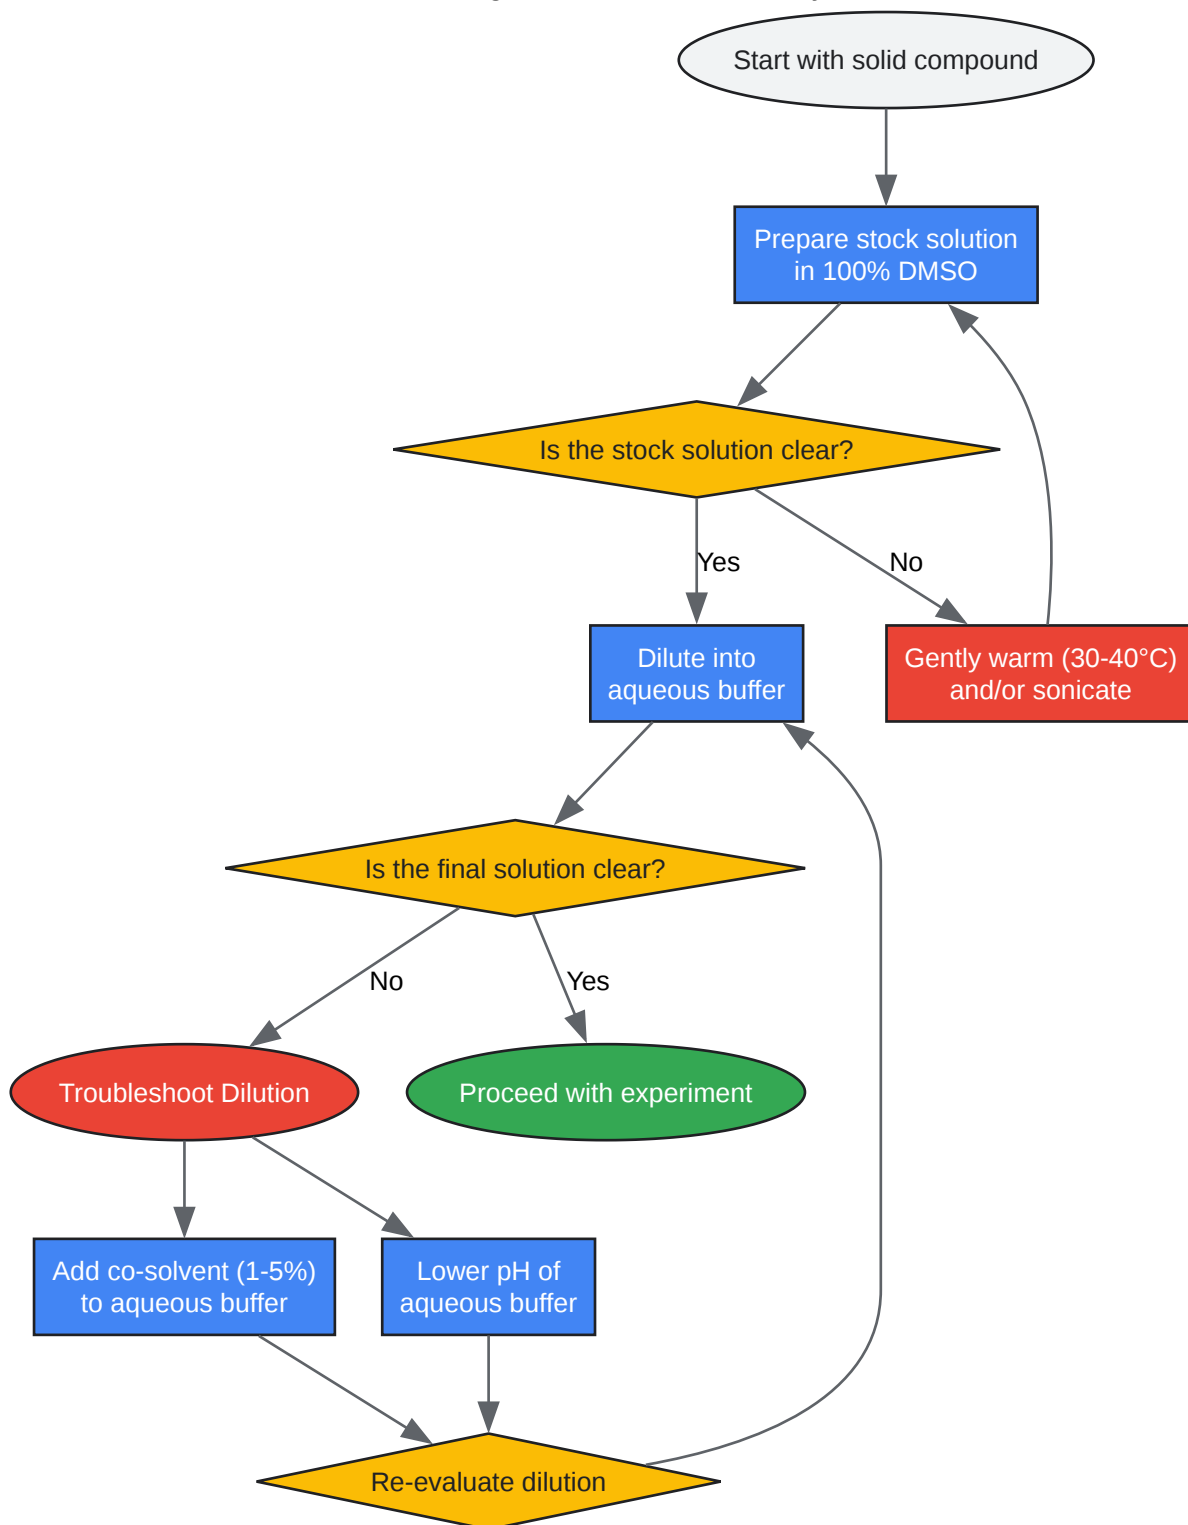 Start with solid compound
Prepare stock solution
in 100% DMSO
Is the stock solution clear?
Yes
No
Dilute into
aqueous buffer
Gently warm (30-40°C)
and/or sonicate
Is the final solution clear?
No
Yes
Troubleshoot Dilution
Proceed with experiment
Add co-solvent (1-5%)
to aqueous buffer
Lower pH of
aqueous buffer
Re-evaluate dilution